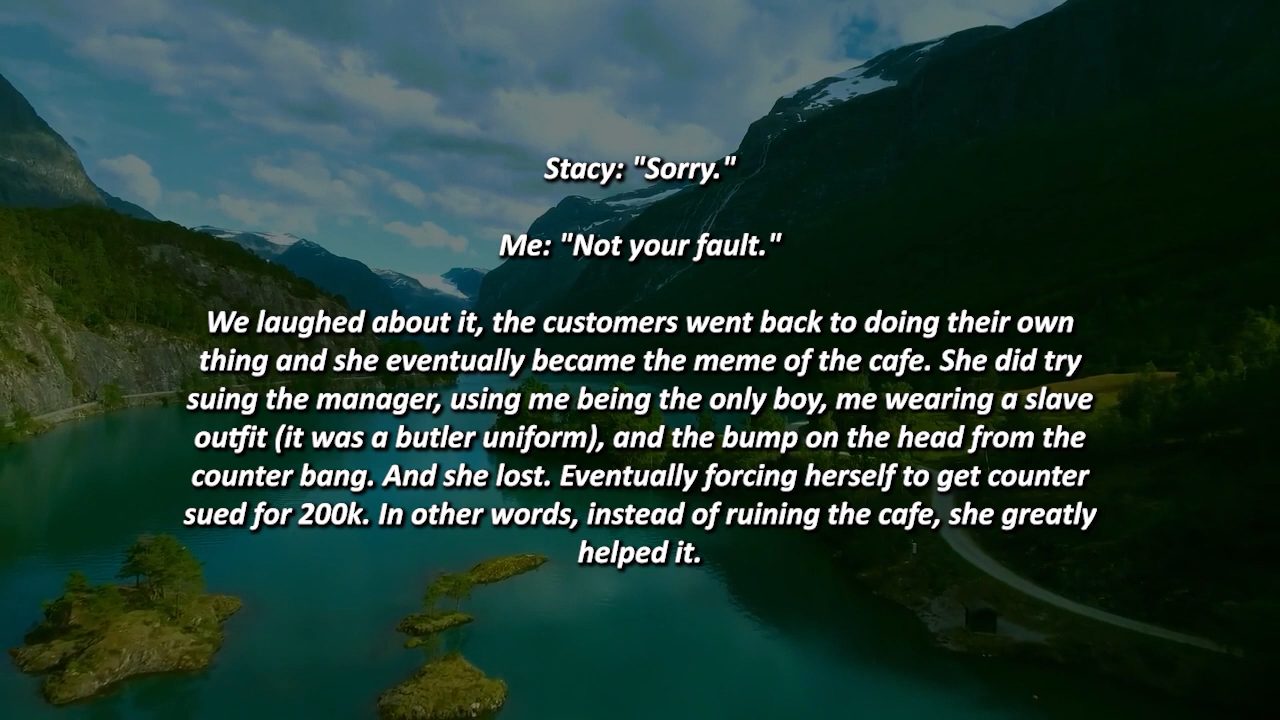 Stacy: "Sorry."
Me: "Not your fault."
We laughed about it, the customers went back to doing their own
thing and she eventually became the meme of the cafe. She did try
suing the manager, using me being the only boy, me wearing a slave
outfit (it was a butler uniform), and the bump on the head from the
counter bang. And she lost. Eventually forcing herself to get counter
sued for 200k. In other words, instead of ruining the cafe, she greatly
helped it.